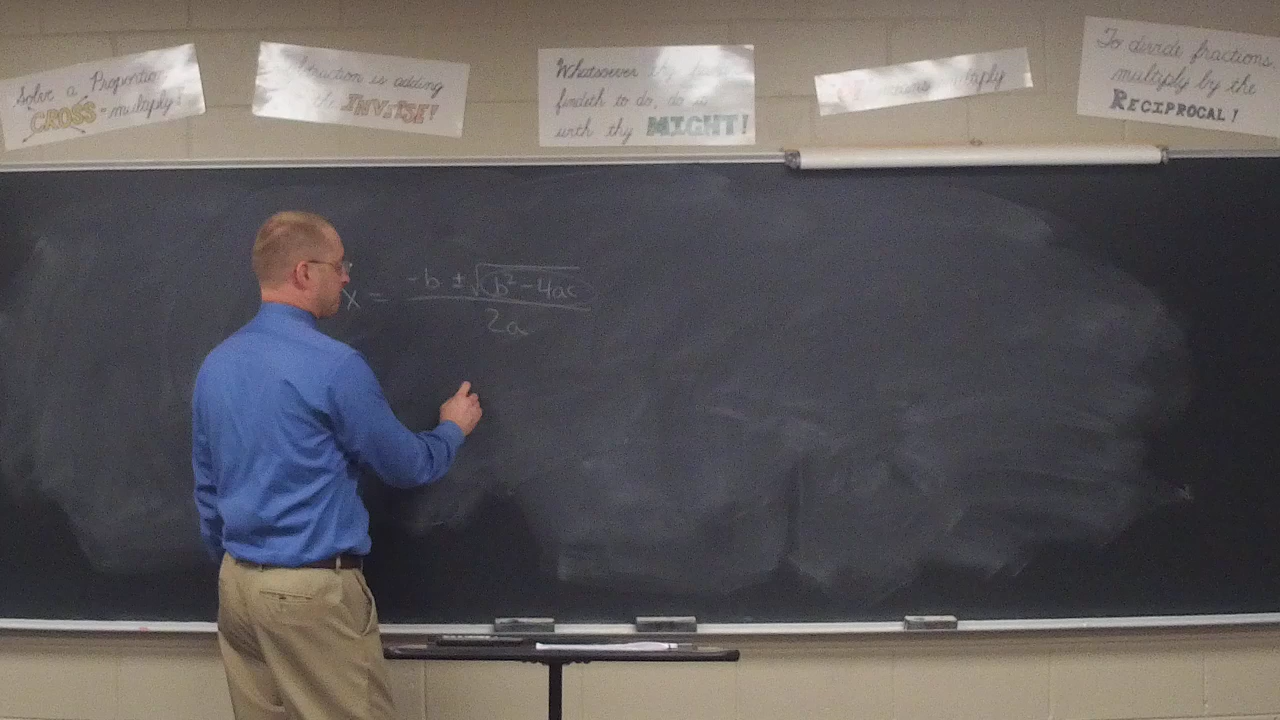 Solve a Proportion
CROSS-multiply!
Subtraction is adding
the INVERSE!
Whatsoever thy
findeth to do, do it
with thy MIGHT!
multiply
To divide fractions,
multiply by the
RECIPROCAL!
x = -b ± √(b² - 4ac)
2a